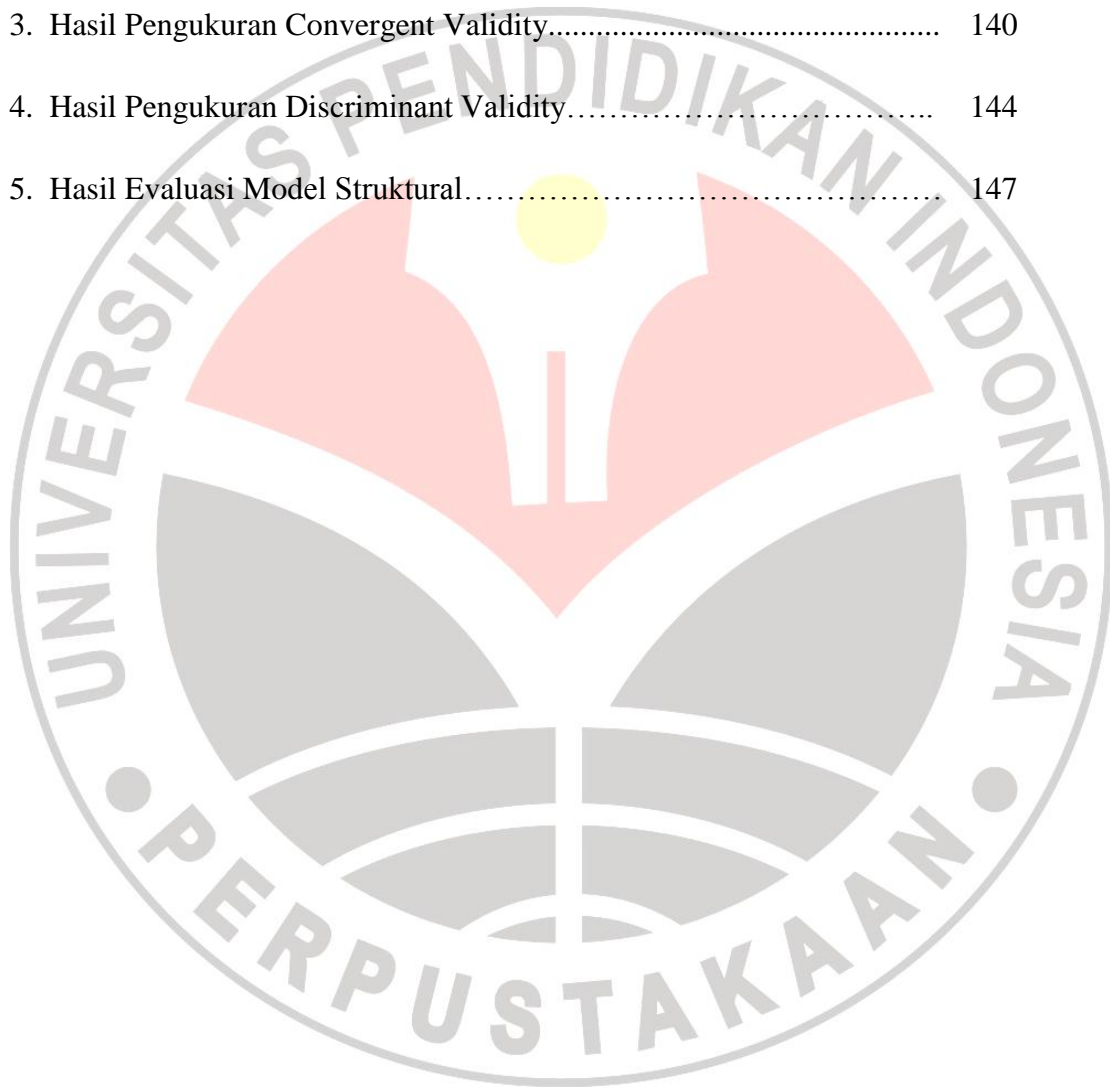 3. Hasil Pengukuran Convergent Validity................................................. 140
4. Hasil Pengukuran Discriminant Validity…………………………….. 144
5. Hasil Evaluasi Model Struktural……………………………………… 147
UNIVERSITAS PENDIDIKAN INDONESIA
PERPUSTAKAAN